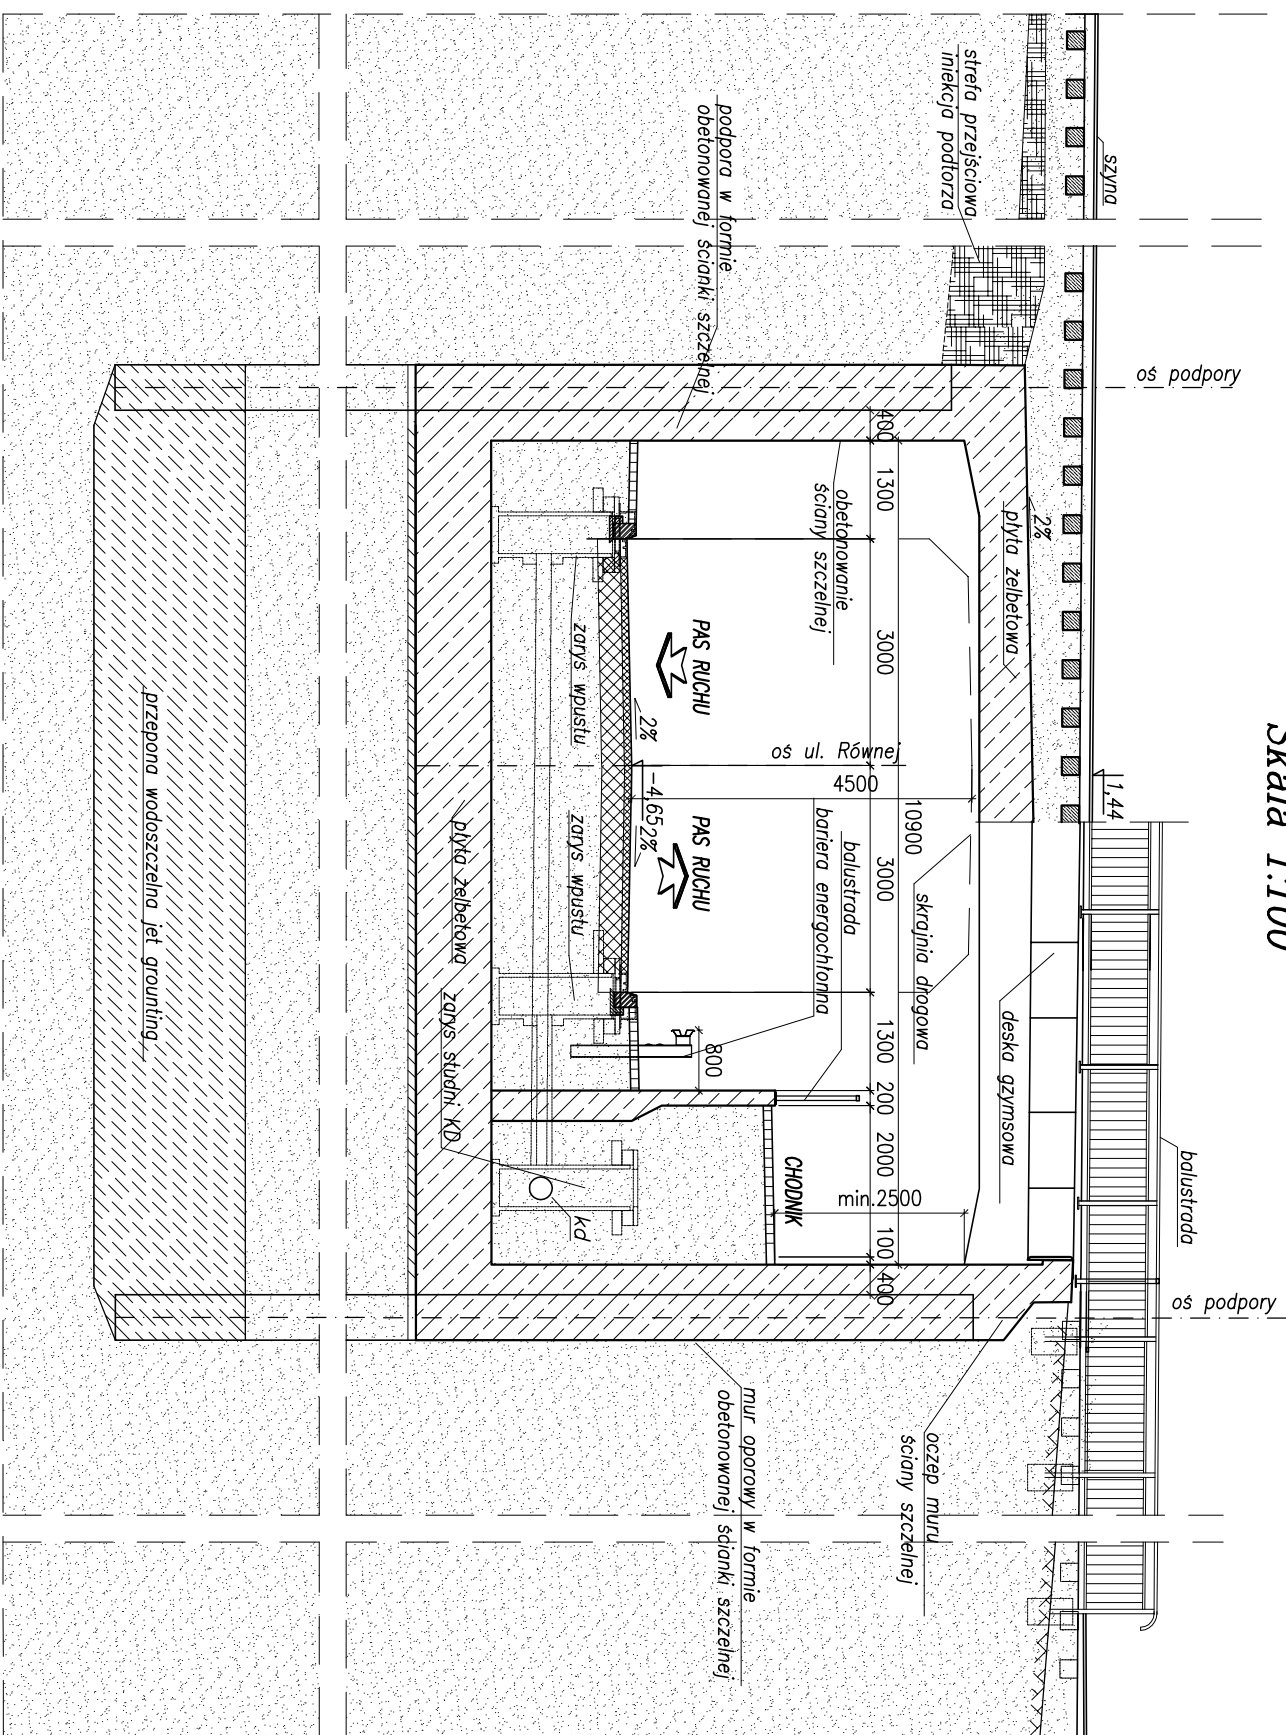 Skala 1:100
oś podpory
oś podpory
szyna
1,44
balustrada
strefa przejściowa
iniekcja podtorza
2%
płyta żelbetowa
deska gzymsowa
skrajnia drogowa
oczep muru
ściany szczelnej
10900
400
1300
3000
3000
1300
200
2000
100
400
obetonowanie
ściany szczelnej
oś ul. Równej
4500
balustrada
bariera energochłonna
min.2500
CHODNIK
podpora w formie
obetonowanej ścianki szczelnej
PAS RUCHU
PAS RUCHU
800
mur oporowy w formie
obetonowanej ścianki szczelnej
2%
-4,65
2%
zarys wpustu
zarys wpustu
kd
płyta żelbetowa
zarys studni KD
przepona wodoszczelna jet grounting